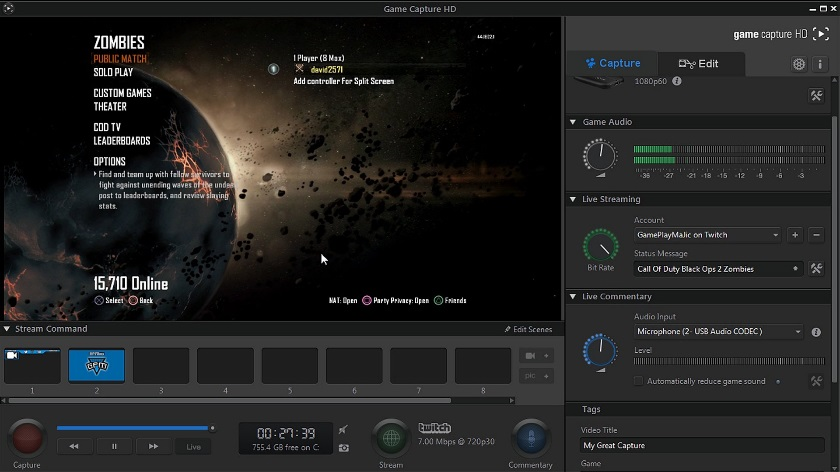 Game Capture HD
game capture HD
Capture
Edit
1080p60
ZOMBIES
PUBLIC MATCH
SOLO PLAY
CUSTOM GAMES
THEATER
COD TV
LEADERBOARDS
OPTIONS
Find and team up with fellow survivors to
fight against unending waves of the undead,
post to leaderboards, and review slaying
stats.
1 Player (8 Max)
david2571
Add controller For Split Screen
15,710 Online
Select
Back
NAT: Open
Party Privacy: Open
Friends
Game Audio
-36 -27 -21 -18 -15 -12 -9 -6 -3
Live Streaming
Account
GamePlayMaJic on Twitch
Bit Rate
Status Message
Call Of Duty Black Ops 2 Zombies
Live Commentary
Audio Input
Microphone (2- USB Audio CODEC )
Level
Automatically reduce game sound
Tags
Video Title
My Great Capture
Game
Stream Command
Edit Scenes
1 2 3 4 5 6 7 8
pic
Capture
Live
00:27:39
755.4 GB free on C:
Stream
twitch
7.00 Mbps @ 720p30
Commentary